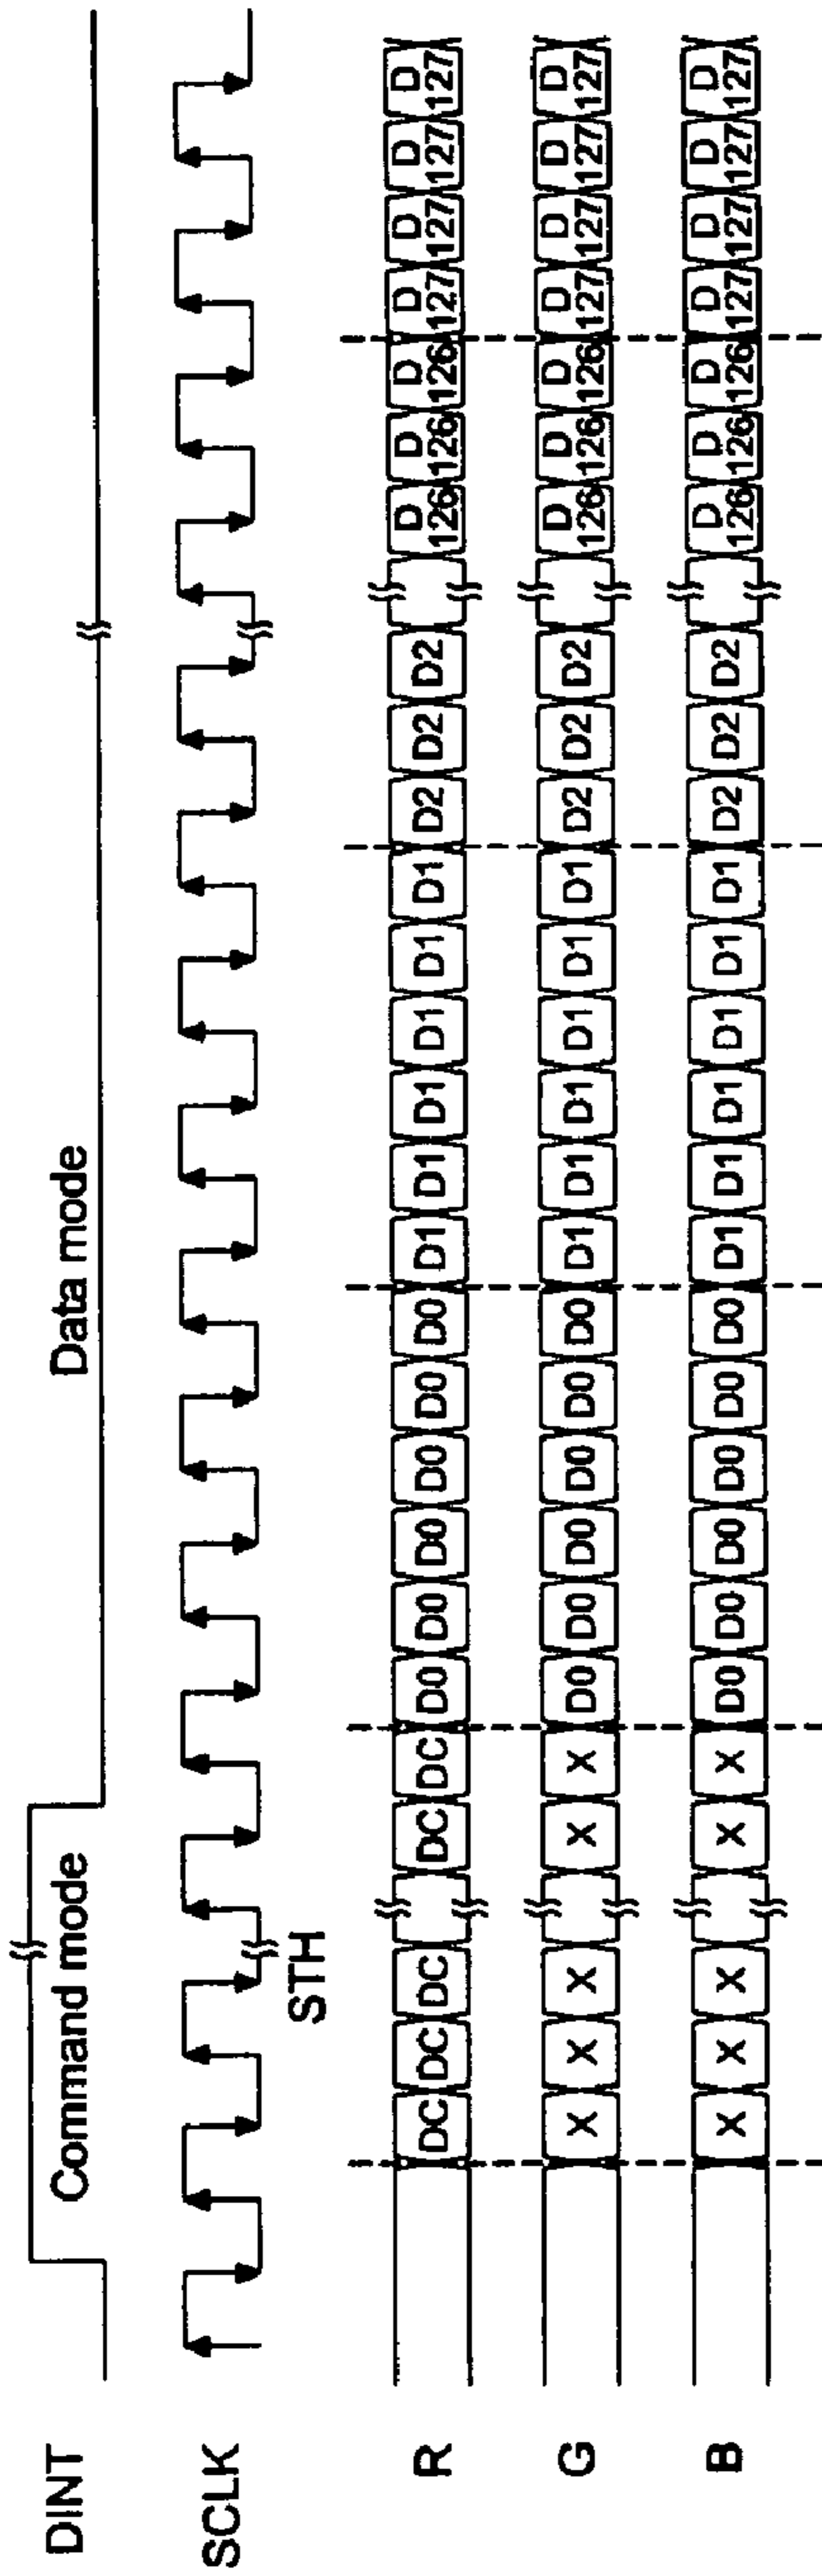 DINT Command mode Data mode
SCLK
STH
R DC DC DC DC DC D0 D0 D0 D0 D0 D0 D1 D1 D1 D1 D1 D1 D2 D2 D2 D126 D126 D126 D127 D127 D127 D127
G X X X X X D0 D0 D0 D0 D0 D0 D1 D1 D1 D1 D1 D1 D2 D2 D2 D126 D126 D126 D127 D127 D127 D127
B X X X X X D0 D0 D0 D0 D0 D0 D1 D1 D1 D1 D1 D1 D2 D2 D2 D126 D126 D126 D127 D127 D127 D127